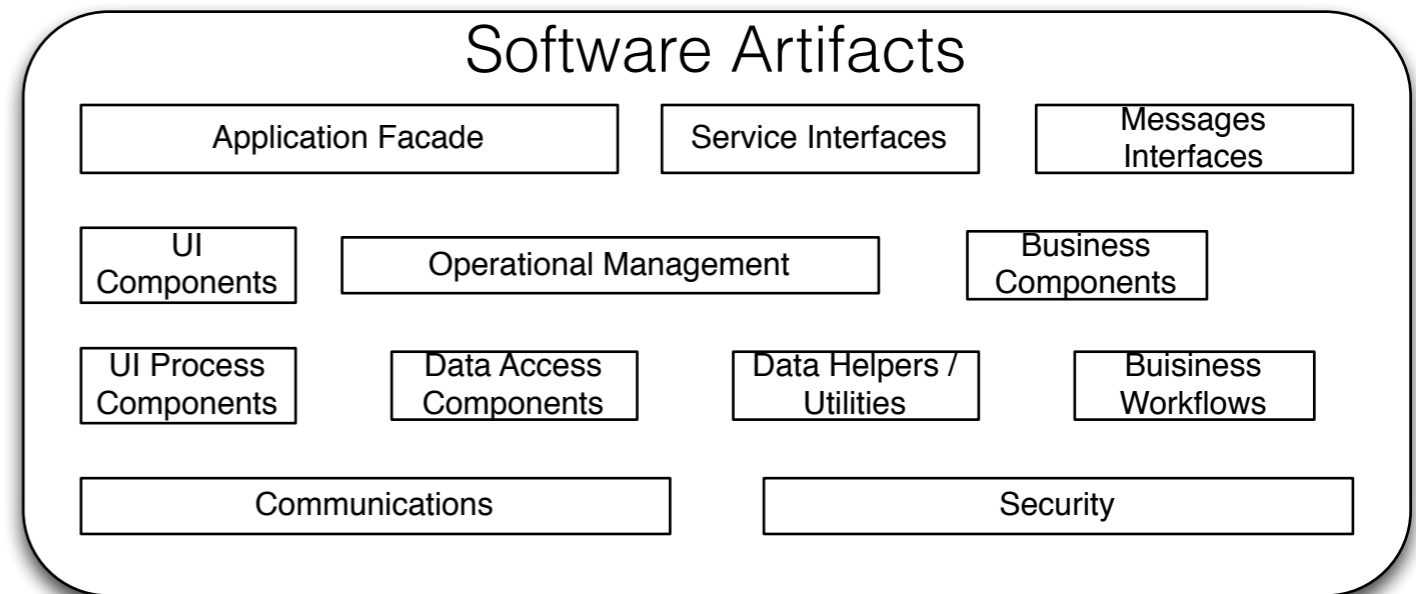 Software Artifacts
Application Facade
Service Interfaces
Messages
Interfaces
UI
Components
Operational Management
Business
Components
UI Process
Components
Data Access
Components
Data Helpers /
Utilities
Buisiness
Workflows
Communications
Security